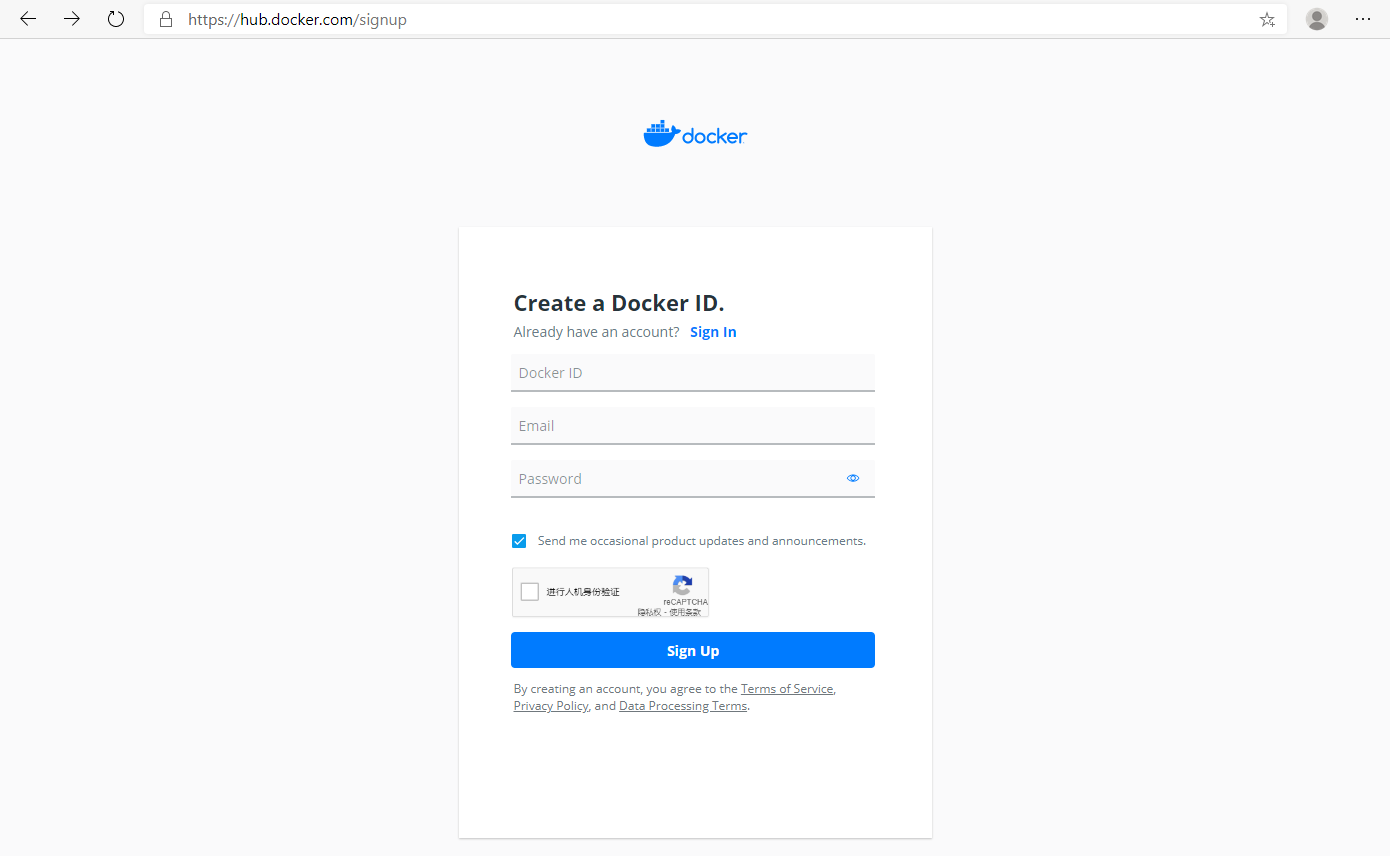 https://hub.docker.com/signup
docker
Create a Docker ID.
Already have an account? Sign In
Docker ID
Email
Password
Send me occasional product updates and announcements.
进行人机身份验证
reCAPTCHA
隐私权 - 使用条款
Sign Up
By creating an account, you agree to the Terms of Service,
Privacy Policy, and Data Processing Terms.